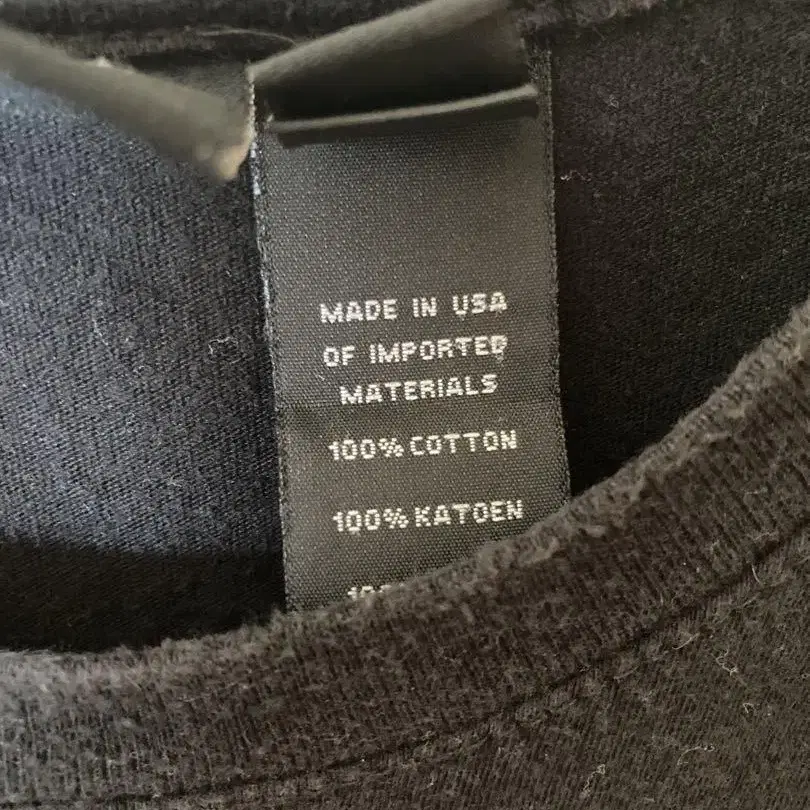 MADE IN USA
OF IMPORTED
MATERIALS
100% COTTON
100% KATOEN